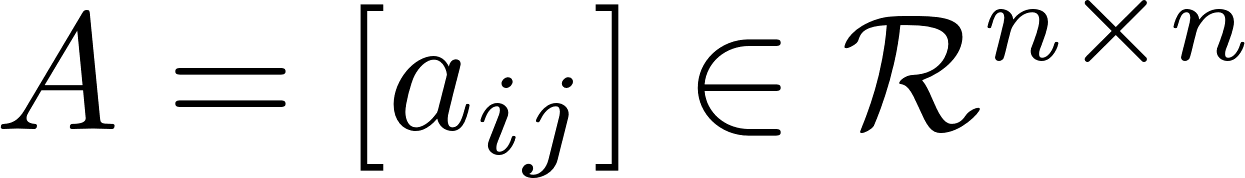 A = [a_{ij}] ∈ \mathcal{R}^{n×n}